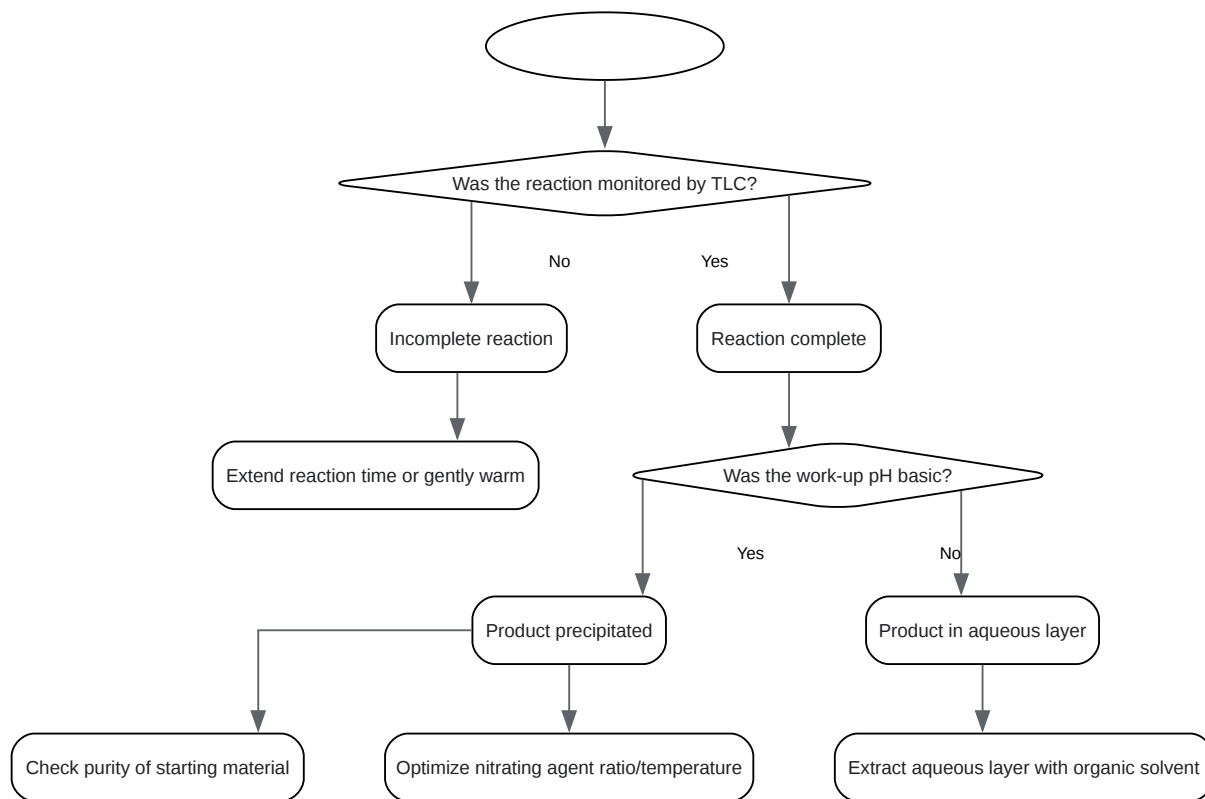 Was the reaction monitored by TLC?
No
Yes
Incomplete reaction
Reaction complete
Extend reaction time or gently warm
Was the work-up pH basic?
Yes
No
Product precipitated
Product in aqueous layer
Check purity of starting material
Optimize nitrating agent ratio/temperature
Extract aqueous layer with organic solvent